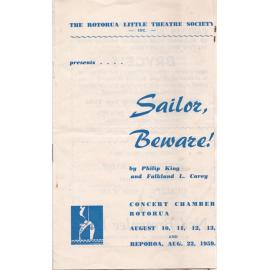 THE ROTORUA LITTLE THEATRE SOCIETY
— INC. —
presents . . . .
Sailor,
Beware!
by Philip King
and Falkland L. Carey
CONCERT CHAMBER
ROTORUA
AUGUST 10, 11, 12, 13,
AND
REPOROA, AUG. 22, 1959.